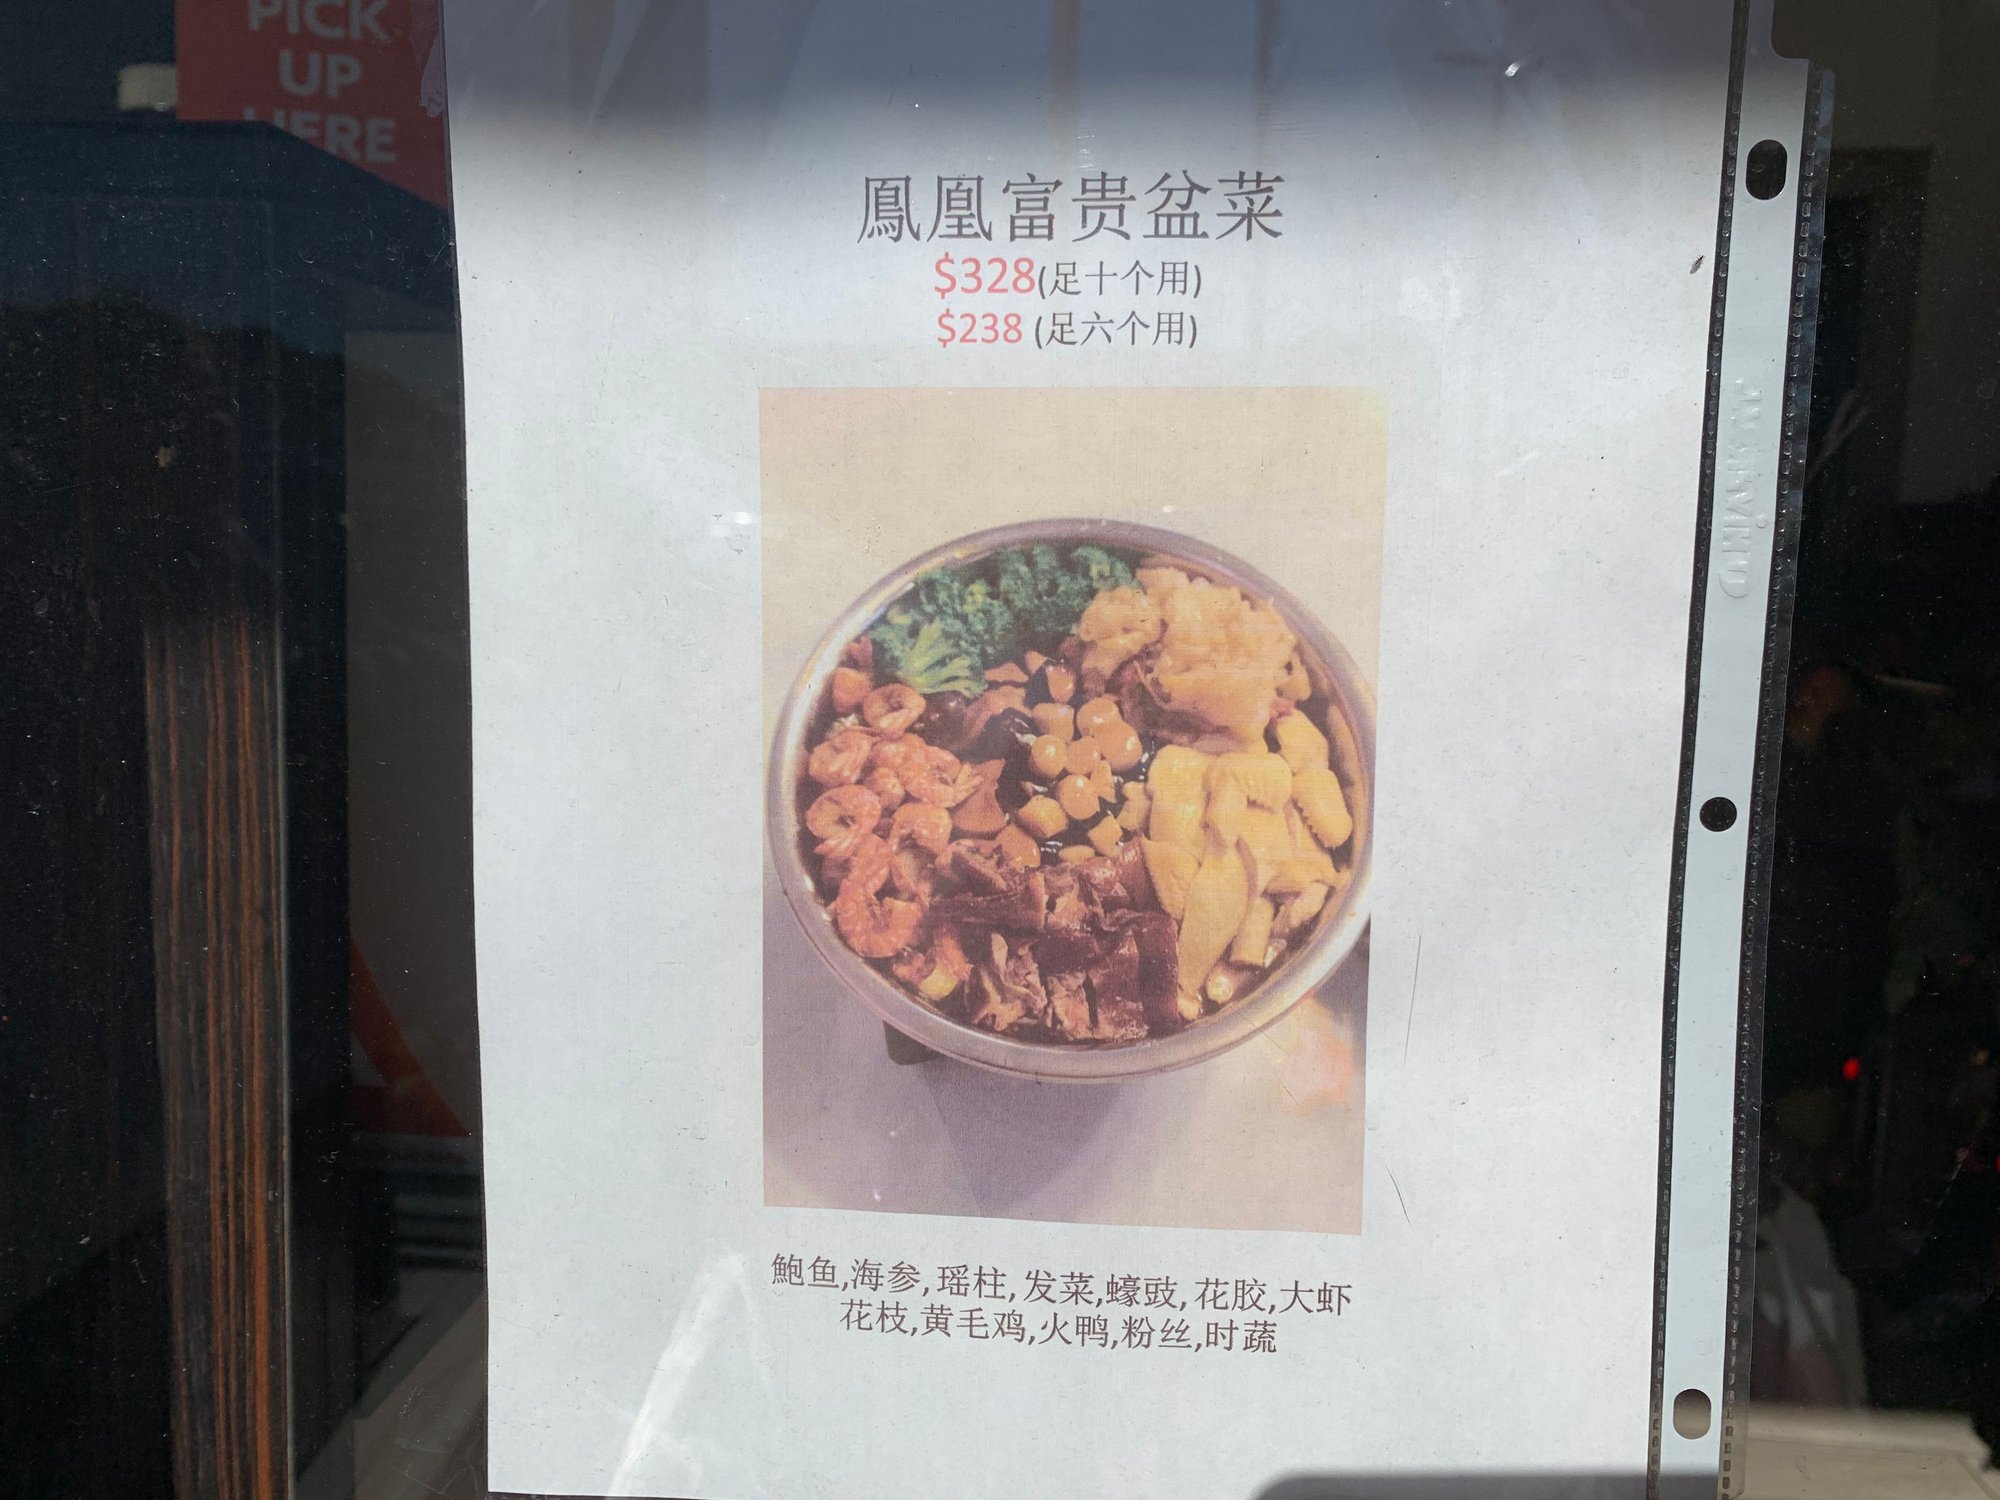 PICK
UP
HERE
鳳凰富贵盆菜
$328(足十个用)
$238 (足六个用)
鲍鱼,海参,瑶柱,发菜,蠔豉,花胶,大虾
花枝,黄毛鸡,火鸭,粉丝,时蔬